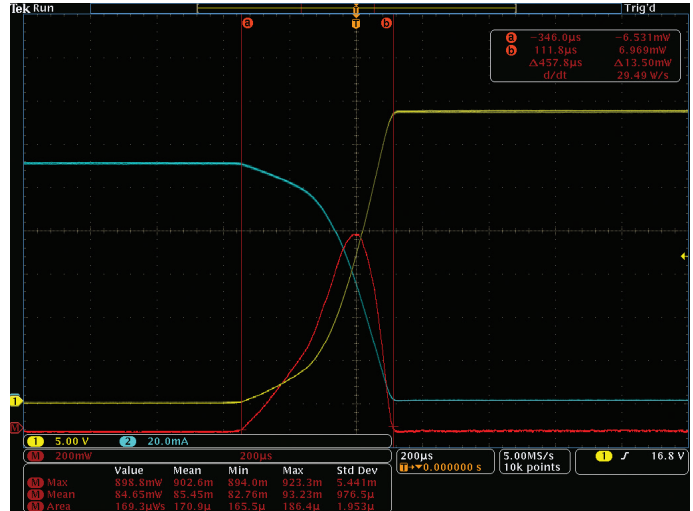 Tek Run Trig'd
T
a b
T
a -346.0µs -6.531mW
b 111.8µs 6.969mW
Δ457.8µs Δ13.50mW
d/dt 29.49 W/s
1
M
1 5.00 V 2 20.0mA
M 200mW 200µs
200µs
T→▼0.000000 s
5.00MS/s
10k points
1 ʃ 16.8 V
Value Mean Min Max Std Dev
M Max 898.8mW 902.6m 894.0m 923.3m 5.441m
M Mean 84.65mW 85.45m 82.76m 93.23m 976.5µ
M Area 169.3µWs 170.9µ 165.5µ 186.4µ 1.953µ